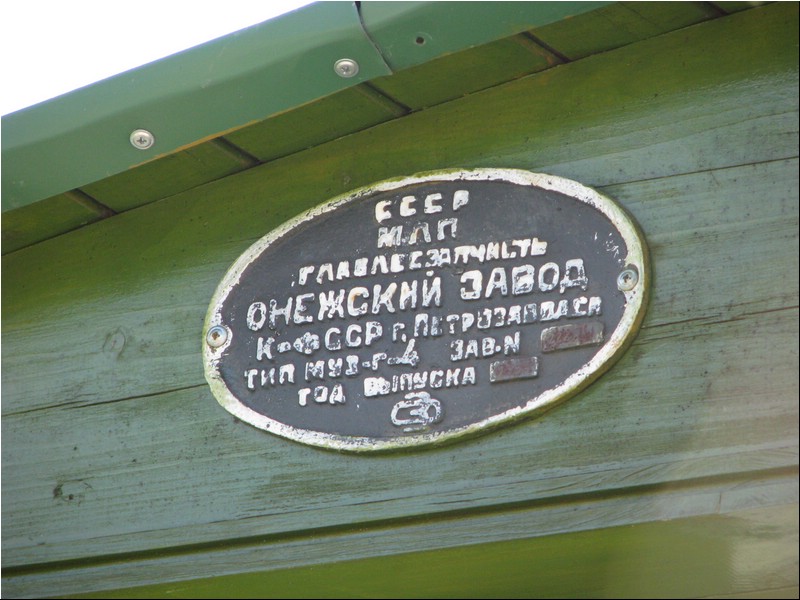 СССР
МЛП
ГЛАВЛЕСЗАПЧАСТЬ
ОНЕЖСКИЙ ЗАВОД
К-ФССР Г. ПЕТРОЗАВОДСК
ТИП МУЗ-Г-4 ЗАВ-N
ГОД ВЫПУСКА